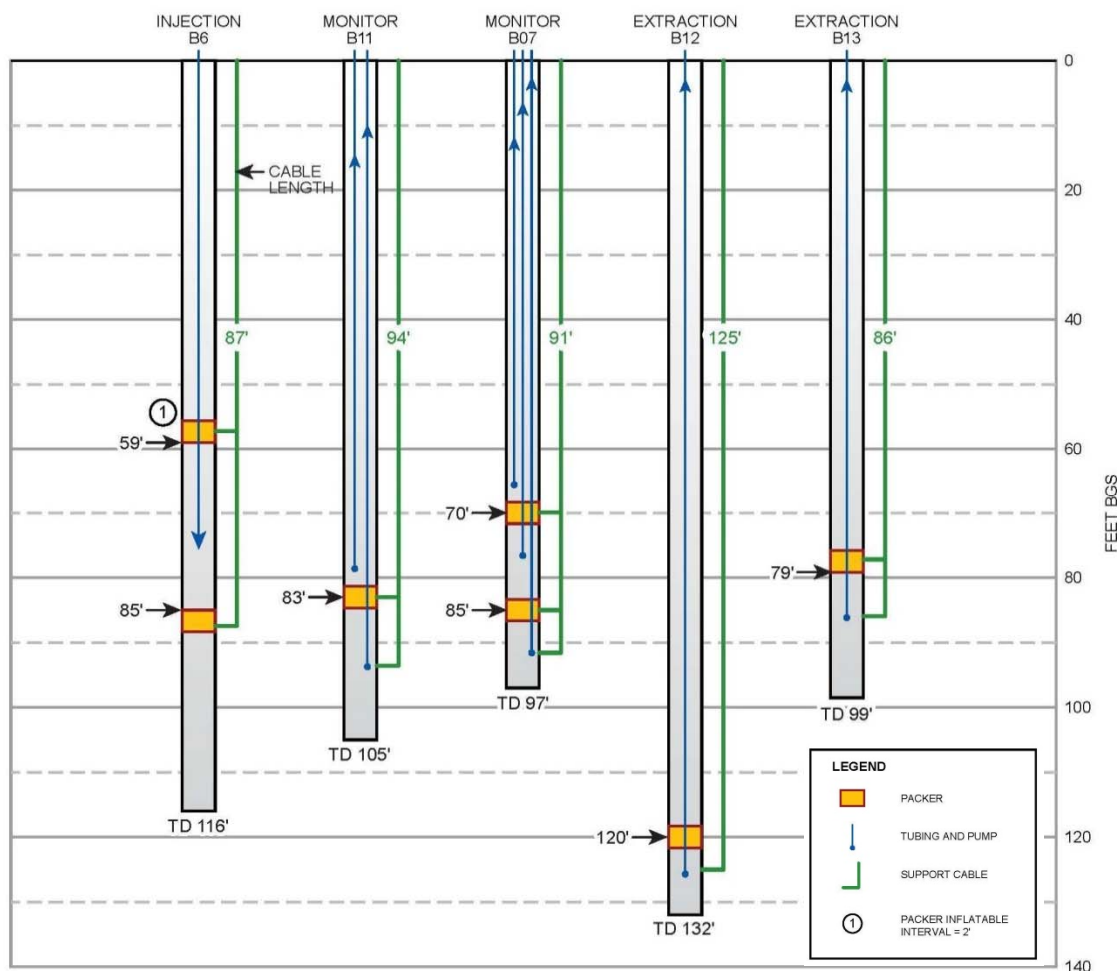 INJECTION
B6
MONITOR
B11
MONITOR
B07
EXTRACTION
B12
EXTRACTION
B13
0
CABLE
LENGTH
20
40
87'
94'
91'
125'
86'
1
59'
60
70'
79'
80
85'
83'
85'
FEET BGS
TD 97'
TD 99'
100
TD 105'
TD 116'
120'
120
TD 132'
140
LEGEND
PACKER
TUBING AND PUMP
SUPPORT CABLE
1
PACKER INFLATABLE
INTERVAL = 2'